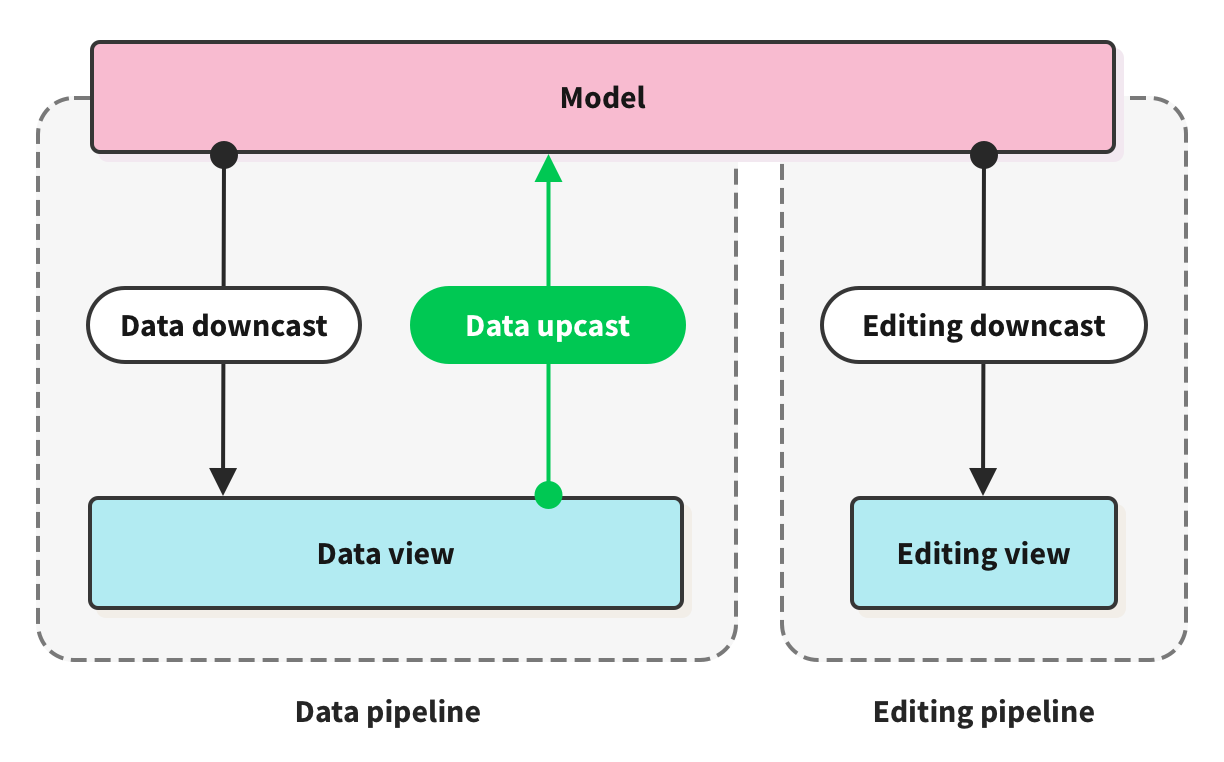 Model
Data downcast
Data upcast
Editing downcast
Data view
Editing view
Data pipeline
Editing pipeline